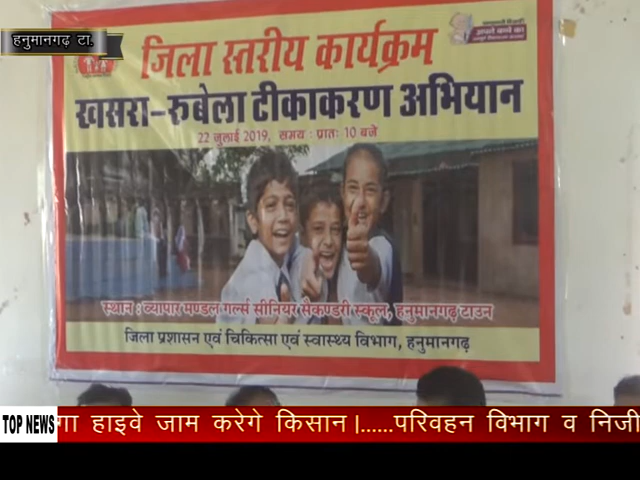 हनुमानगढ़ टा.
जिला स्तरीय कार्यक्रम
खसरा-रुबेला टीकाकरण अभियान
22 जुलाई 2019, समय : प्रातः 10 बजे
स्थान : व्यापार मण्डल गर्ल्स सीनियर सैकण्डरी स्कूल, हनुमानगढ़ टाउन
जिला प्रशासन एवं चिकित्सा एवं स्वास्थ्य विभाग, हनुमानगढ़
TOP NEWS
गा हाइवे जाम करेगे किसान।......परिवहन विभाग व निजी